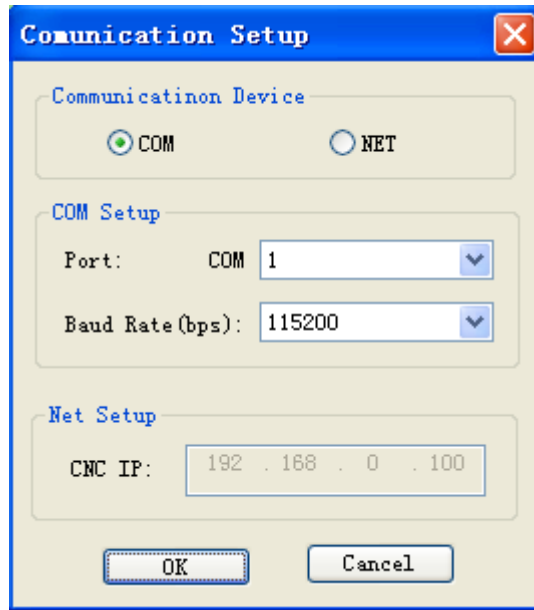 Comunication Setup
Communicatinon Device
COM NET
COM Setup
Port: COM 1
Baud Rate(bps): 115200
Net Setup
CNC IP: 192 . 168 . 0 . 100
OK Cancel